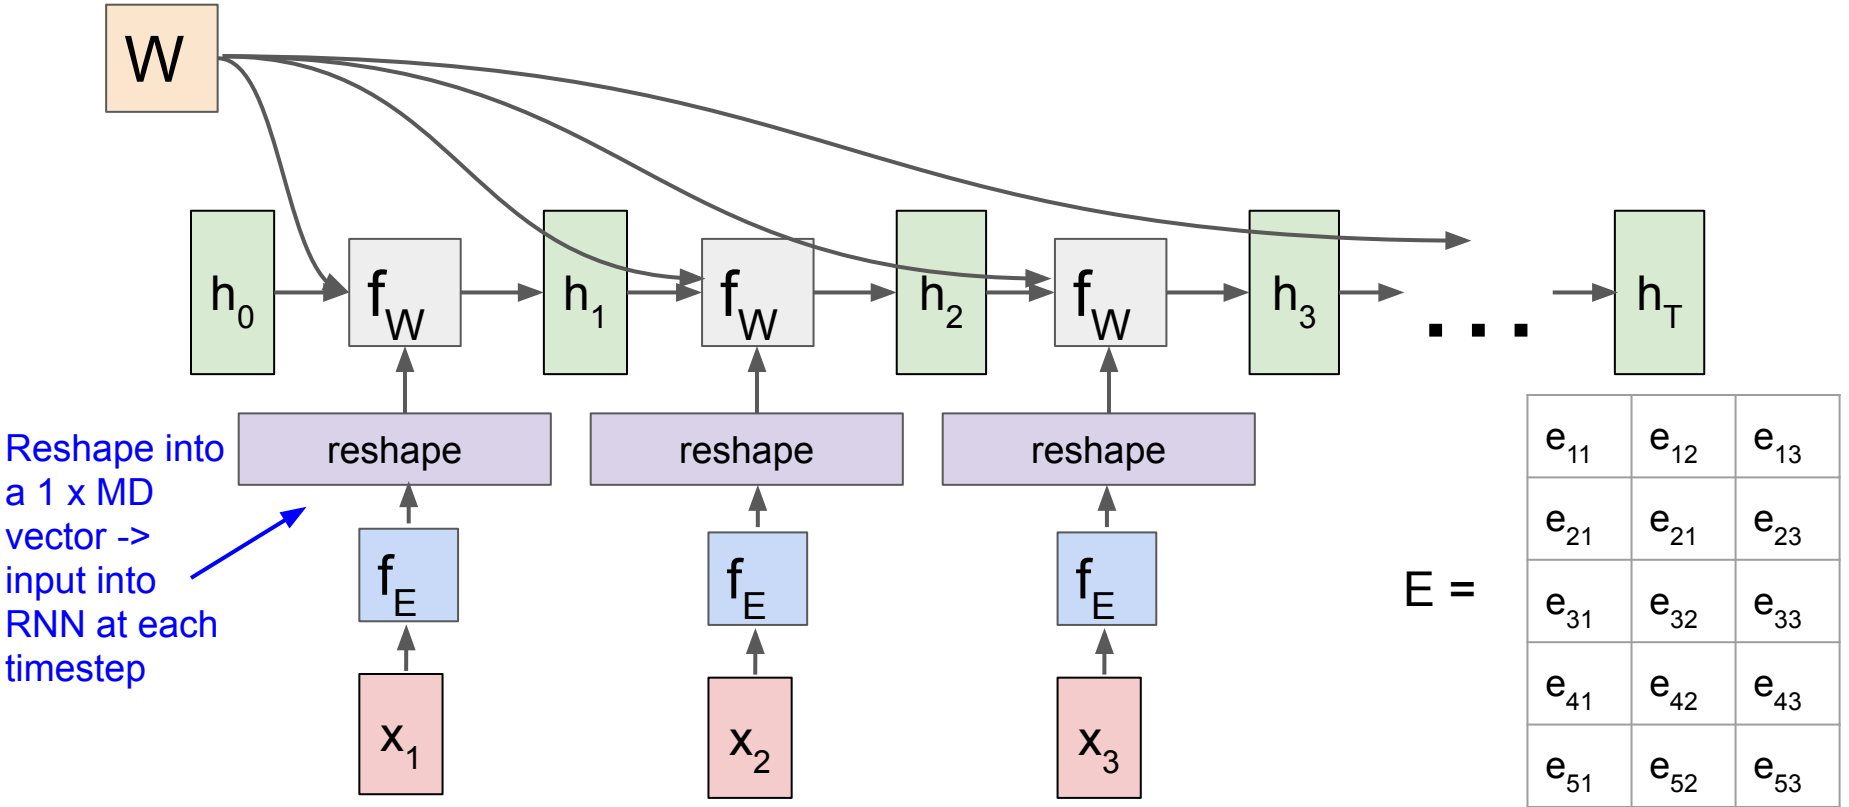 W
h0 fW h1 fW h2 fW h3 ... hT
reshape reshape reshape
Reshape into
a 1 x MD
vector ->
input into
RNN at each
timestep
fE fE fE
x1 x2 x3
E =
e11 e12 e13
e21 e21 e23
e31 e32 e33
e41 e42 e43
e51 e52 e53